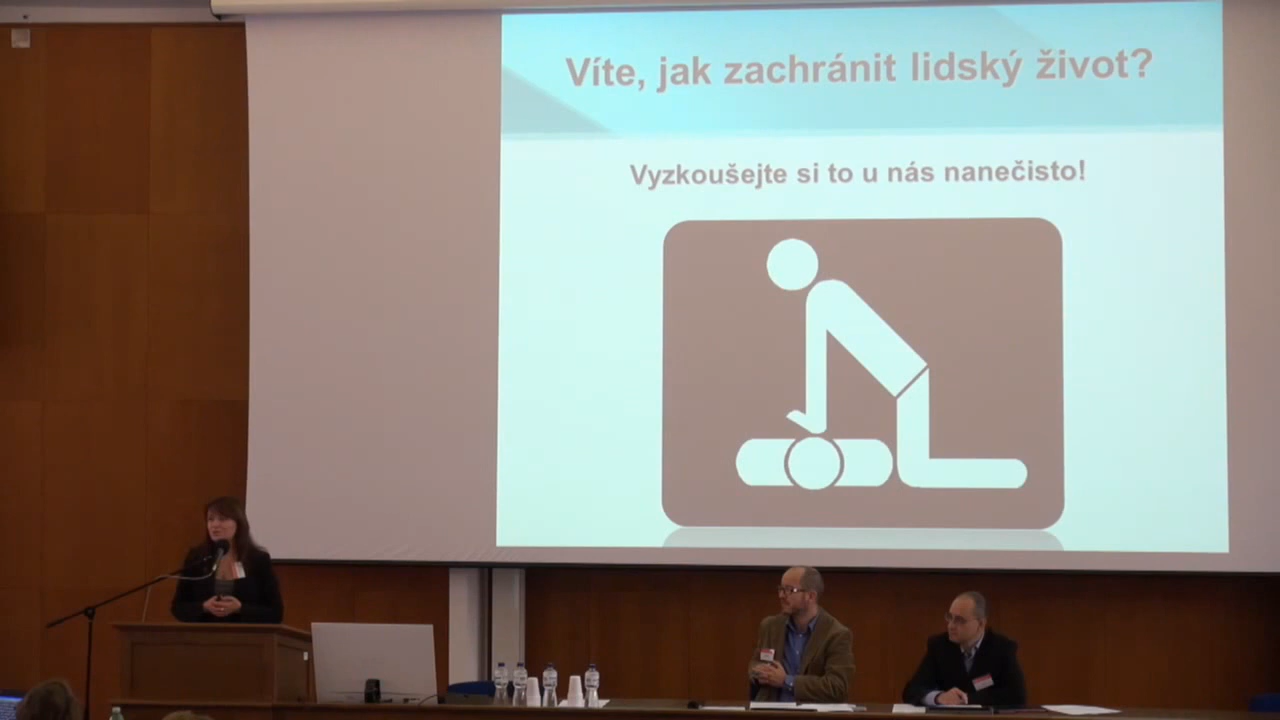 Víte, jak zachránit lidský život?
Vyzkoušejte si to u nás nanečisto!